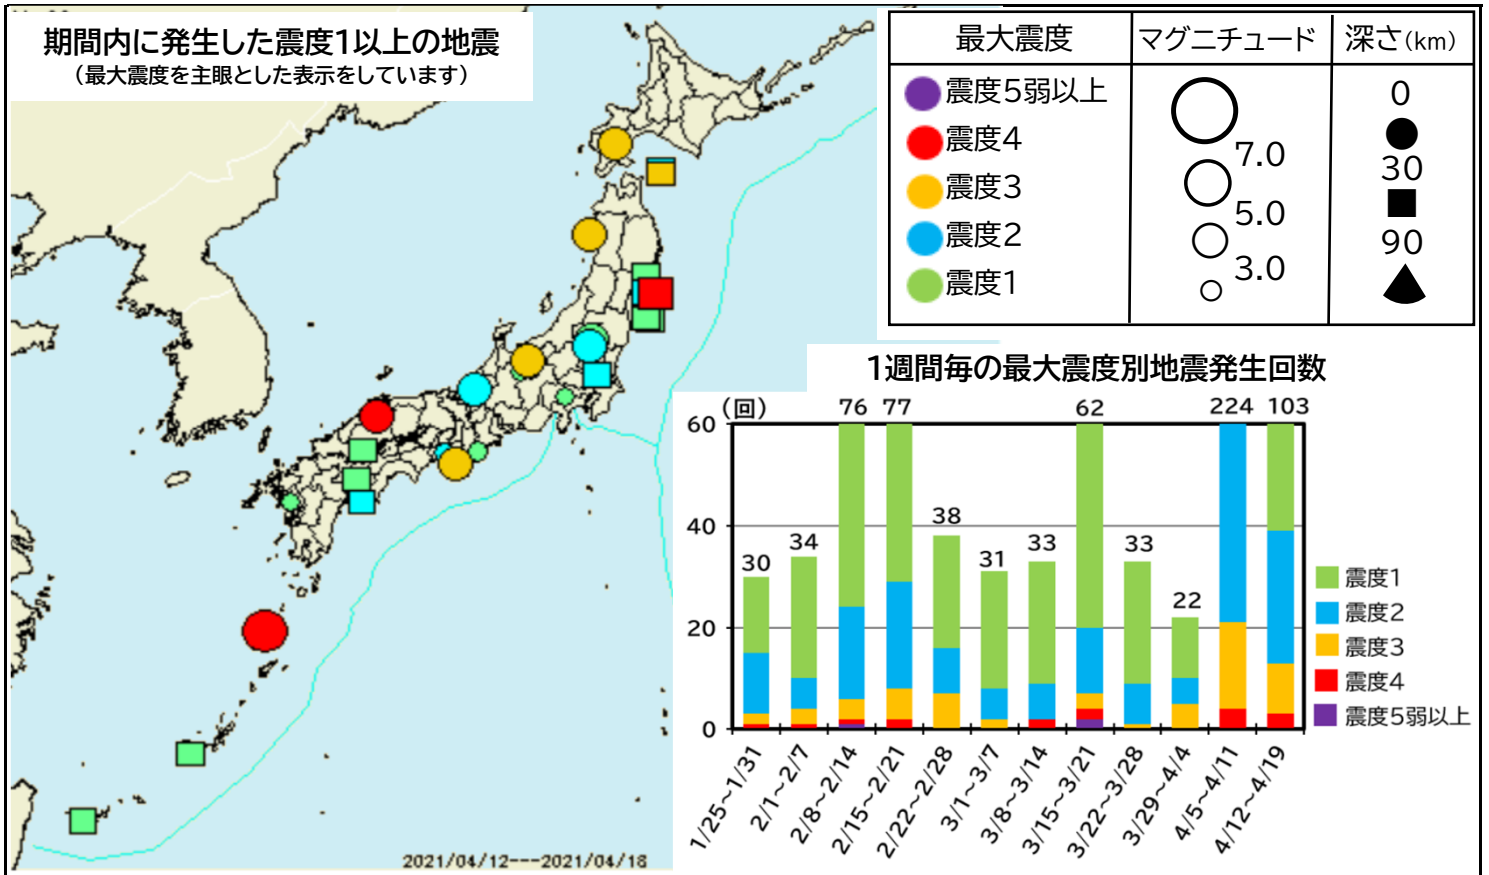 期間内に発生した震度1以上の地震
（最大震度を主眼とした表示をしています）
最大震度
マグニチュード
深さ(km)
震度5弱以上
震度4
震度3
震度2
震度1
7.0
5.0
3.0
0
30
90
1週間毎の最大震度別地震発生回数
（回）
76
77
62
224
103
60
40
20
0
30
34
38
31
33
33
22
震度1
震度2
震度3
震度4
震度5弱以上
1/25~1/31
2/1~2/7
2/8~2/14
2/15~2/21
2/22~2/28
3/1~3/7
3/8~3/14
3/15~3/21
3/22~3/28
3/29~4/4
4/5~4/11
4/12~4/19
2021/04/12---2021/04/18